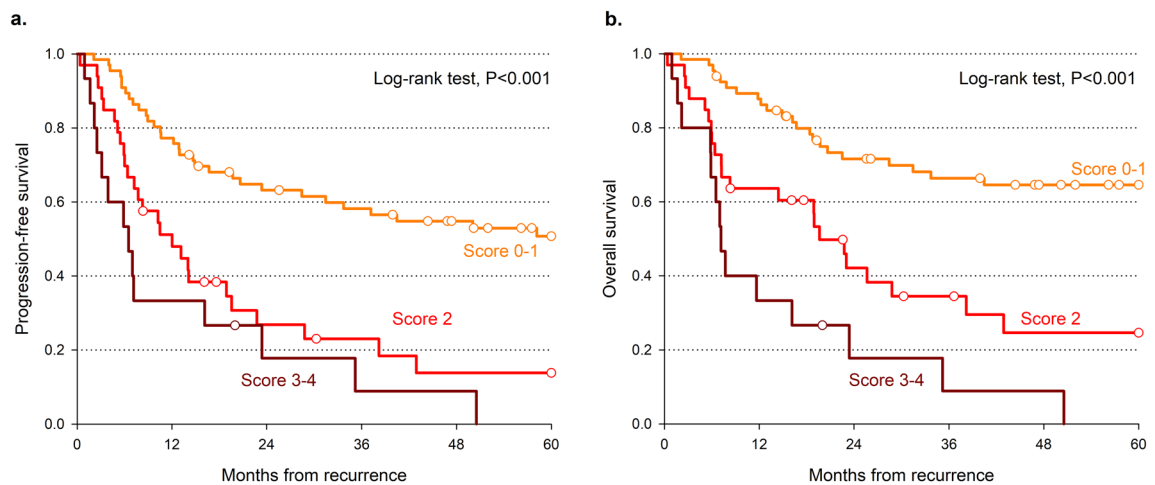 a.
Progression-free survival
1.0
0.8
0.6
0.4
0.2
0.0
Log-rank test, P<0.001
Score 0-1
Score 2
Score 3-4
0 12 24 36 48 60
Months from recurrence
b.
Overall survival
1.0
0.8
0.6
0.4
0.2
0.0
Log-rank test, P<0.001
Score 0-1
Score 2
Score 3-4
0 12 24 36 48 60
Months from recurrence